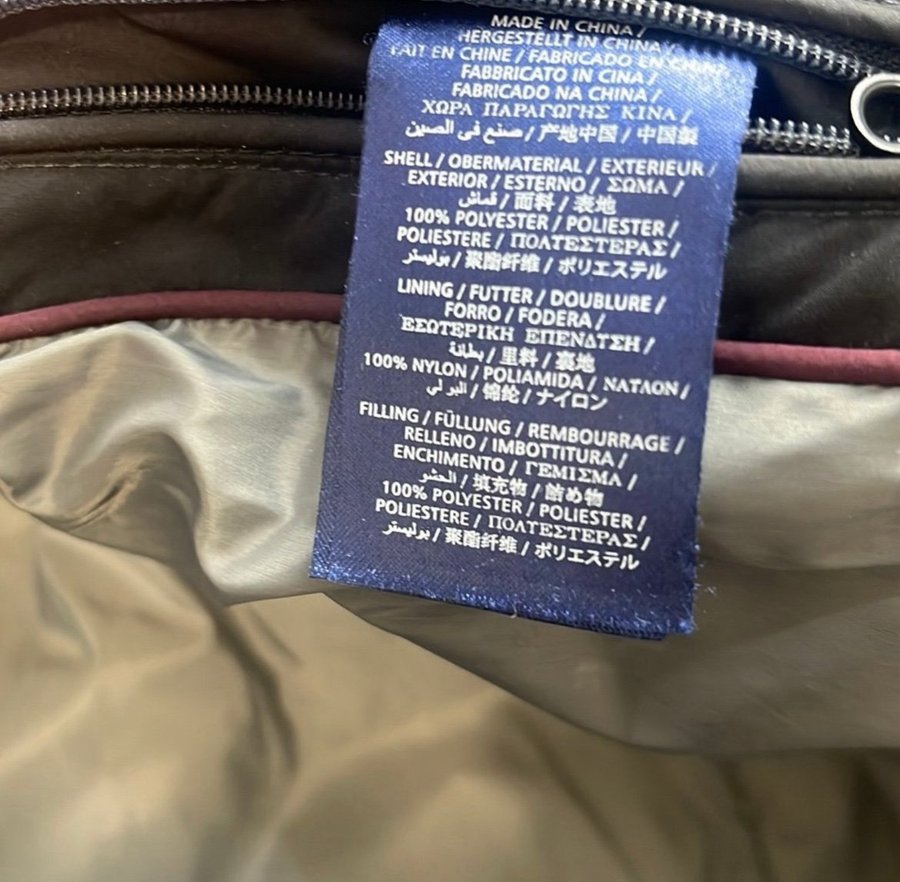 MADE IN CHINA /
HERGESTELLT IN CHINA/
FAIT EN CHINE / FABRICADO EN CHINA/
FABBRICATO IN CINA /
FABRICADO NA CHINA /
ΧΩΡΑ ΠΑΡΑΓΩΓΗΣ ΚΙΝΑ /
صنع في الصين / 产地中国 / 中国製
SHELL / OBERMATERIAL / EXTERIEUR /
EXTERIOR / ESTERNO / ΣΩΜΑ /
قماش / 面料 / 表地
100% POLYESTER / POLIESTER /
POLIESTERE / ΠΟΛΤΕΣΤΕΡΑΣ /
بوليستر / 聚酯纤维 / ポリエステル
LINING / FUTTER / DOUBLURE /
FORRO / FODERA /
ΕΣΩΤΕΡΙΚΗ ΕΠΕΝΔΤΣΗ /
بطانة / 里料 / 裏地
100% NYLON / POLIAMIDA / ΝΑΤΛΟΝ /
البولي / 锦纶 / ナイロン
FILLING / FÜLLUNG / REMBOURRAGE /
RELLENO / IMBOTTITURA /
ENCHIMENTO / ΓΕΜΙΣΜΑ /
الحشو / 填充物 / 詰め物
100% POLYESTER / POLIESTER /
POLIESTERE / ΠΟΛΤΕΣΤΕΡΑΣ /
بوليستر / 聚酯纤维 / ポリエステル